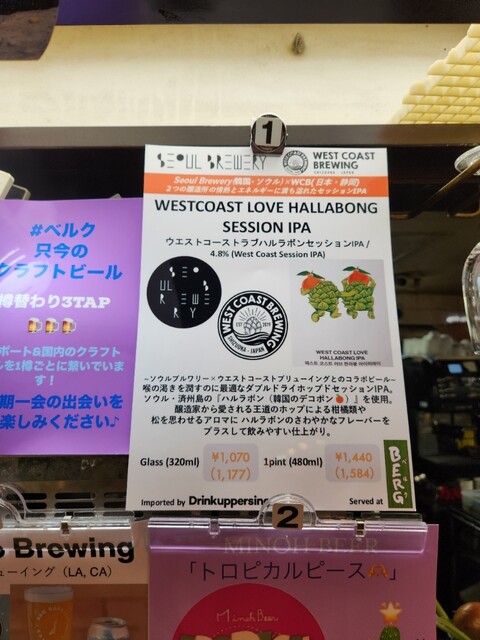 1
SEOUL BREWERY
WEST COAST BREWING
SHIZUOKA - JAPAN
Seoul Brewery(韓国- ソウル)×WCB(日本・静岡)
2つの醸造所の情熱とエネルギーに満ち溢れたセッションIPA
WESTCOAST LOVE HALLABONG
SESSION IPA
ウエストコーストラブハルラボンセッションIPA /
4.8% (West Coast Session IPA)
SEOUL BREWERY
WEST COAST BREWING
SHIZUOKA - JAPAN
WEST COAST LOVE
HALLABONG IPA
ーソウルブルワリー×ウエストコーストブリューイングとのコラボビールー
喉の渇きを潤すのに最適なダブルドライホップドセッションIPA。
ソウル・済州島の『ハルラボン（韓国のデコポン🍊）』を使用。
醸造家から愛される王道のホップによる柑橘類や
松を思わせるアロマに ハルラボンのさわやかなフレーバーを
プラスして飲みやすい仕上がり。
Glass (320ml) ¥1,070 (1,177) 1pint (480ml) ¥1,440 (1,584)
Imported by Drinkuppersinc Served at
BERG
#ベルク
只今の
クラフトビール
樽替わり3TAP
🍺🍺🍺
ポート&国内のクラフト
ルを1樽ごとに繋いでいま
す！
期一会の出会いを
楽しみください♪
2
Brewing
ューイング（LA, CA）
MINOH BEER
「トロピカルピース🫶」
Minoh Beer